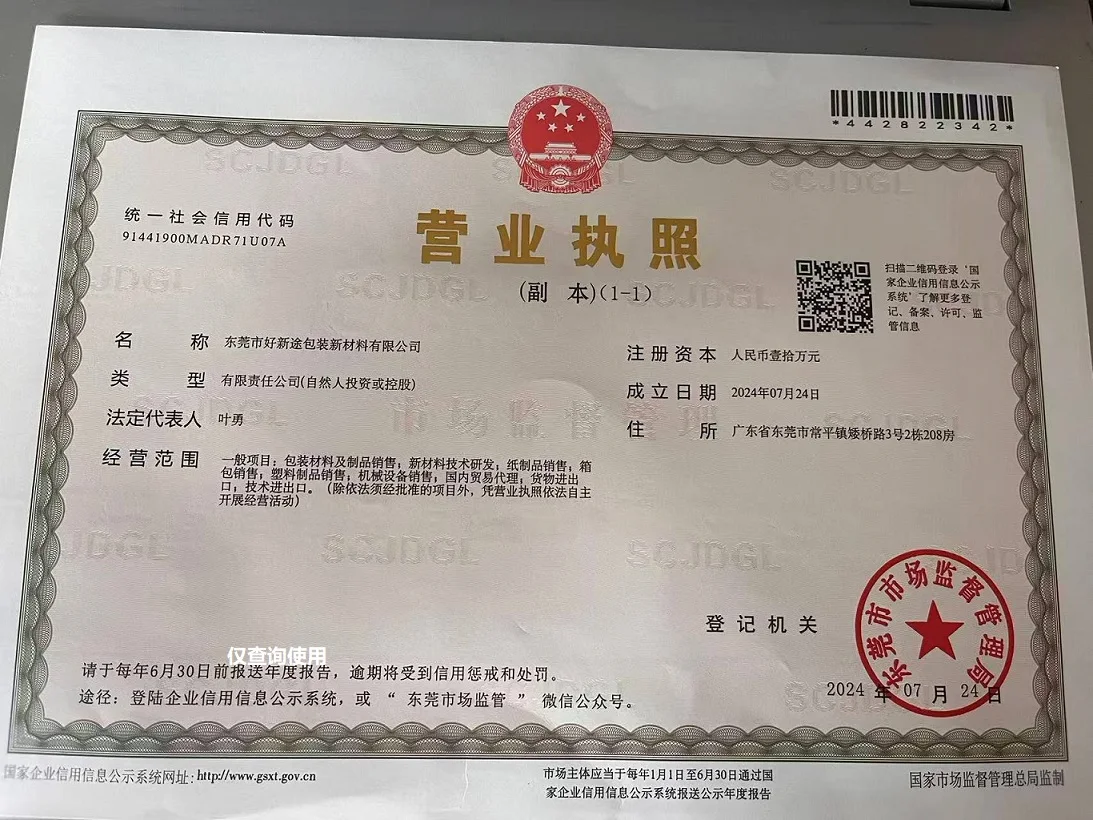 *442822342*
统一社会信用代码
91441900MADR71U07A
营业执照
(副 本)(1-1)
扫描二维码登录‘国
家企业信用信息公示
系统’了解更多登
记、备案、许可、监
管信息
名 称 东莞市好新途包装新材料有限公司
类 型 有限责任公司(自然人投资或控股)
法定代表人 叶勇
经营范围 一般项目：包装材料及制品销售；新材料技术研发；纸制品销售；箱
包销售；塑料制品销售；机械设备销售；国内贸易代理；货物进出
口；技术进出口。（除依法须经批准的项目外，凭营业执照依法自主
开展经营活动）
注册资本 人民币壹拾万元
成立日期 2024年07月24日
住 所 广东省东莞市常平镇矮桥路3号2栋208房
SCJDGL
市场监督管理
登记机关
东莞市市场监督管理局
2024 年 07 月 24 日
仅查询使用
请于每年6月30日前报送年度报告，逾期将受到信用惩戒和处罚。
途径：登陆企业信用信息公示系统，或“东莞市场监管”微信公众号。
国家企业信用信息公示系统网址：http://www.gsxt.gov.cn
市场主体应当于每年1月1日至6月30日通过国
家企业信用信息公示系统报送公示年度报告
国家市场监督管理总局监制